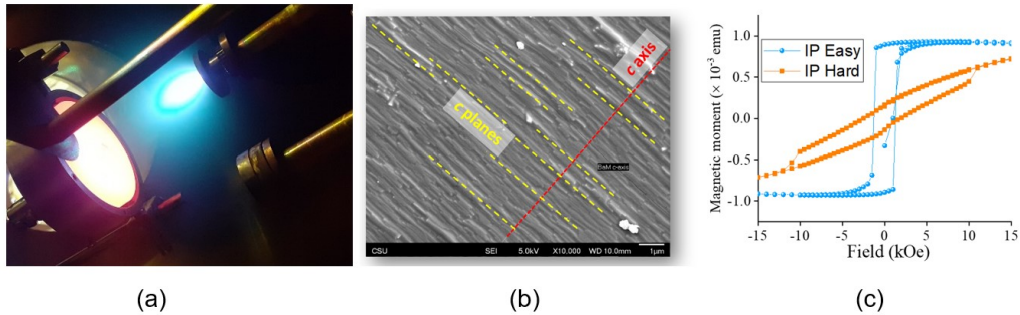 c axis
c planes
BaM c-axis
CSU SEI 5.0kV X10,000 WD 10.0mm 1µm
IP Easy
IP Hard
1.0
0.5
0.0
-0.5
-1.0
Magnetic moment (× 10⁻³ emu)
-15 -10 -5 0 5 10 15
Field (kOe)
(a) (b) (c)